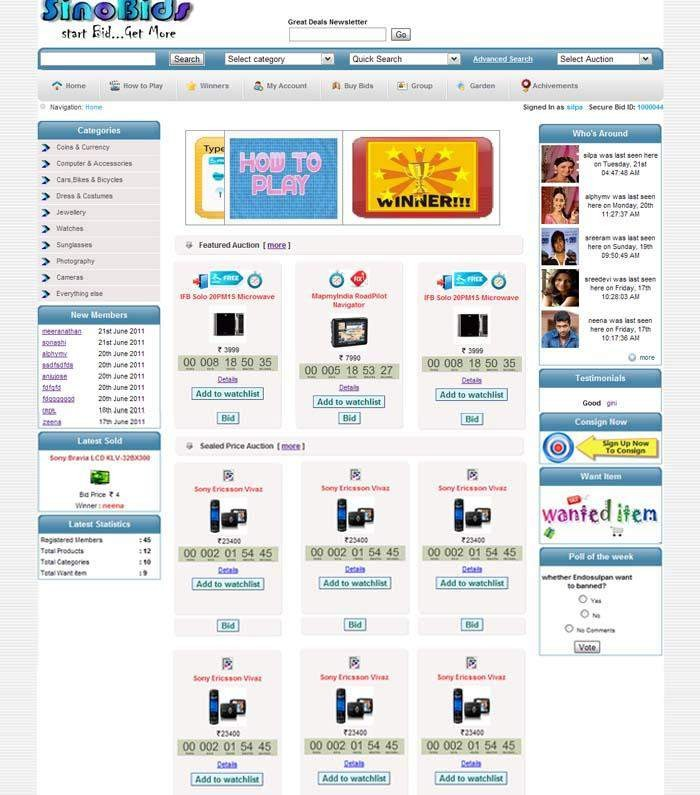 SinoBids
start Bid...Get More
Great Deals Newsletter
Go
Search
Select category
Quick Search
Advanced Search
Select Auction
Home
How to Play
Winners
My Account
Buy Bids
Group
Garden
Achivements
Navigation: Home
Signed In as silpa Secure Bid ID: 1000044
Categories
Coins & Currency
Computer & Accessories
Cars,Bikes & Bicycles
Dress & Costumes
Jewellery
Watches
Sunglasses
Photography
Cameras
Everything else
New Members
meeranathan 21st June 2011
sonashi 21st June 2011
alphymv 20th June 2011
sadfsdfds 20th June 2011
anujose 20th June 2011
fdfgfd 20th June 2011
20th June 2011
18th June 2011
zeena 17th June 2011
Latest Sold
Sony Bravia LCD KLV-32BX300
Bid Price ₹ 4
Winner : neena
Latest Statistics
Registered Members : 45
Total Products : 12
Total Categories : 10
Total Want item : 9
Type
HOW TO
PLAY
WINNER!!!
Featured Auction [ more ]
FREE
IFB Solo 20PM1S Microwave
₹ 3999
00 008 18 50 35
Details
Add to watchlist
Bid
FIX
MapmyIndia RoadPilot
Navigator
₹ 7990
00 005 18 53 27
Details
Add to watchlist
Bid
FREE
IFB Solo 20PM1S Microwave
₹ 3999
00 008 18 50 35
Details
Add to watchlist
Bid
Sealed Price Auction [ more ]
Sony Ericsson Vivaz
₹23400
00 002 01 54 45
Details
Add to watchlist
Bid
Sony Ericsson Vivaz
₹23400
00 002 01 54 45
Details
Add to watchlist
Bid
Sony Ericsson Vivaz
₹23400
00 002 01 54 45
Details
Add to watchlist
Bid
Sony Ericsson Vivaz
₹23400
00 002 01 54 45
Details
Add to watchlist
Sony Ericsson Vivaz
₹23400
00 002 01 54 45
Details
Add to watchlist
Sony Ericsson Vivaz
₹23400
00 002 01 54 45
Details
Add to watchlist
Who's Around
silpa was last seen here
on Tuesday, 21st
04:47:48 AM
alphymv was last seen
here on Monday, 20th
11:27:37 AM
sreeram was last seen
here on Sunday, 19th
09:50:49 AM
sreedevi was last seen
here on Friday, 17th
10:28:03 AM
neena was last seen
here on Friday, 17th
10:17:36 AM
more
Testimonials
Good gini
Consign Now
Sign Up Now
To Consign
Want Item
wanted item
Poll of the week
whether Endosulpan want
to banned?
Yes
No
No Comments
Vote